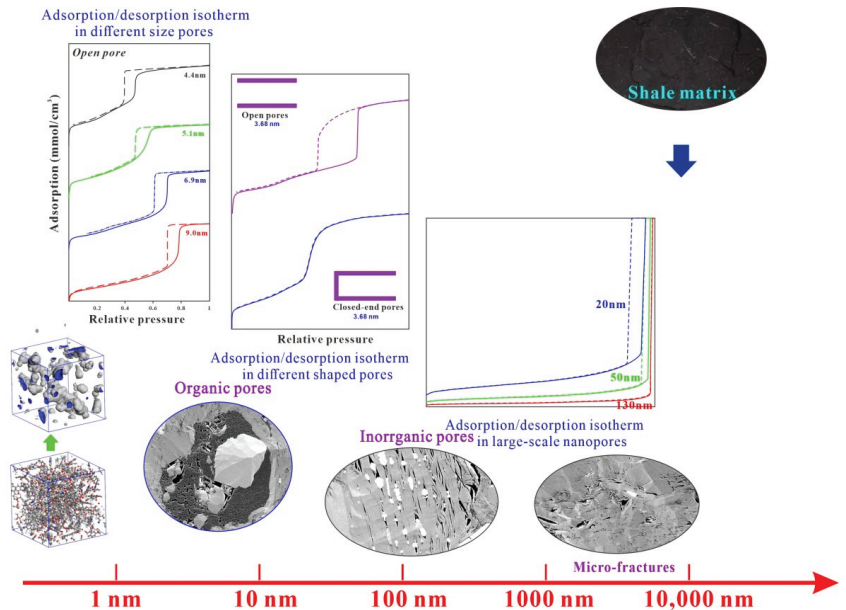 Adsorption/desorption isotherm
in different size pores
Open pore
4.4nm
5.1nm
6.9nm
9.0nm
Adsorption (mmol/cm³)
0.2
0.4
0.6
0.8
1
Relative pressure
Open pores
3.68 nm
Closed-end pores
3.68 nm
Relative pressure
Adsorption/desorption isotherm
in different shaped pores
Shale matrix
20nm
50nm
130nm
Adsorption/desorption isotherm
in large-scale nanopores
Organic pores
Inorrganic pores
Micro-fractures
1 nm
10 nm
100 nm
1000 nm
10,000 nm